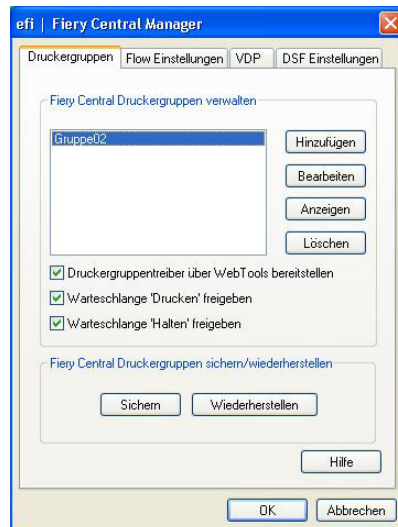 efi | Fiery Central Manager
Druckergruppen Flow Einstellungen VDP DSF Einstellungen
Fiery Central Druckergruppen verwalten
Gruppe02
Hinzufügen
Bearbeiten
Anzeigen
Löschen
Druckergruppentreiber über WebTools bereitstellen
Warteschlange 'Drucken' freigeben
Warteschlange 'Halten' freigeben
Fiery Central Druckergruppen sichern/wiederherstellen
Sichern Wiederherstellen
Hilfe
OK Abbrechen